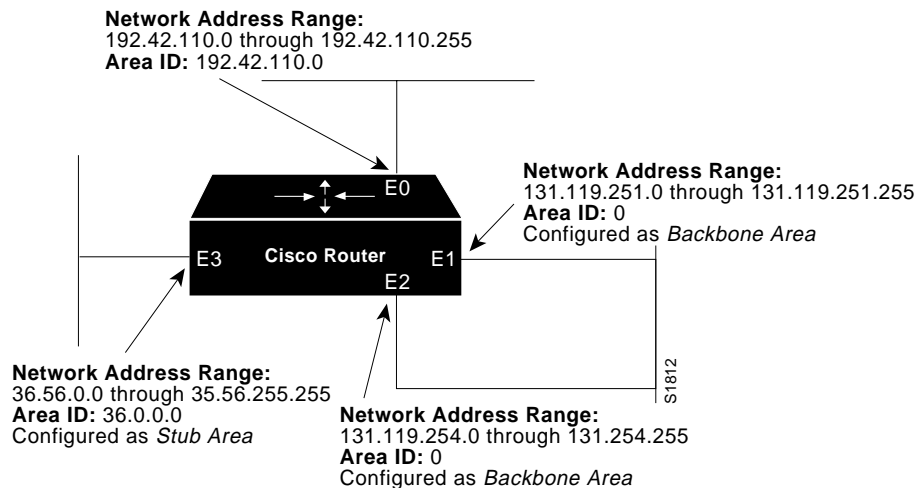 Network Address Range:
192.42.110.0 through 192.42.110.255
Area ID: 192.42.110.0
E0
Network Address Range:
131.119.251.0 through 131.119.251.255
Area ID: 0
Configured as Backbone Area
E3
Cisco Router
E1
E2
Network Address Range:
36.56.0.0 through 35.56.255.255
Area ID: 36.0.0.0
Configured as Stub Area
Network Address Range:
131.119.254.0 through 131.254.255
Area ID: 0
Configured as Backbone Area
S1812